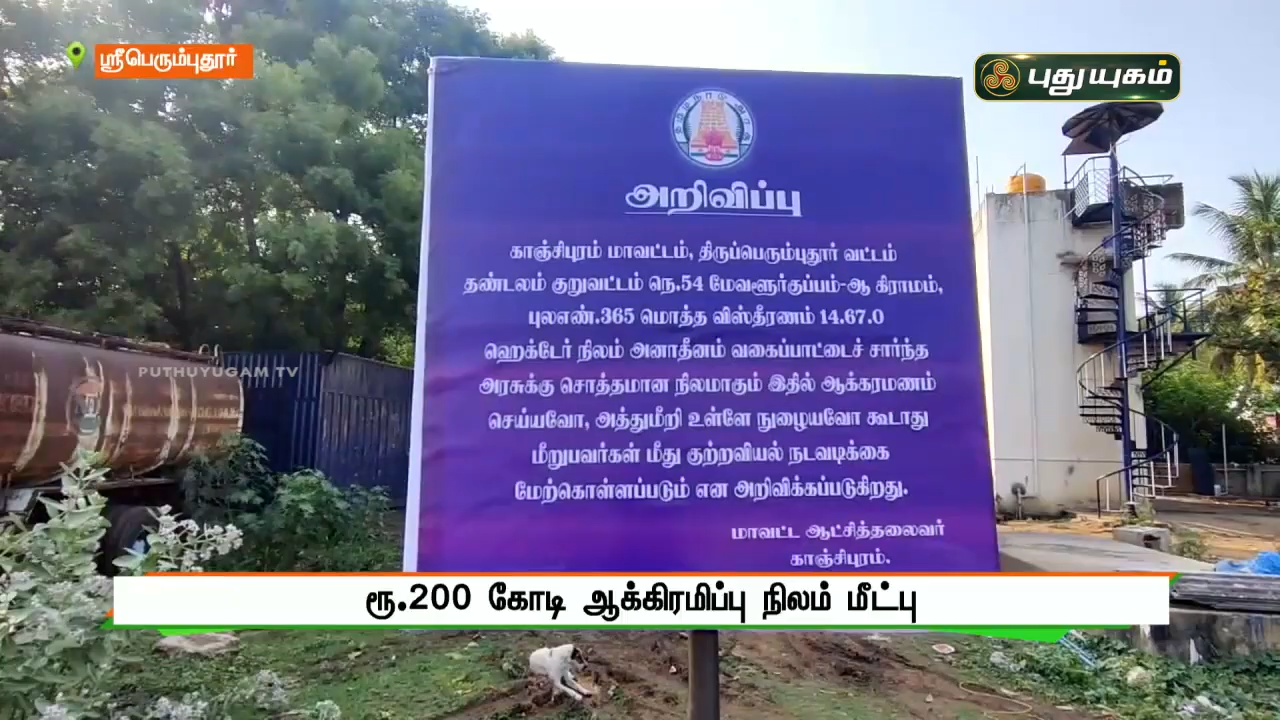 ஸ்ரீபெரும்புதூர்
புதுயுகம்
அறிவிப்பு
காஞ்சிபுரம் மாவட்டம், திருப்பெரும்புதூர் வட்டம்
தண்டலம் குறுவட்டம் நெ.54 மேவளூர்குப்பம்-ஆ கிராமம்,
புலஎண்.365 மொத்த விஸ்தீரணம் 14.67.0
ஹெக்டேர் நிலம் அனாதீனம் வகைப்பாட்டைச் சார்ந்த
அரசுக்கு சொத்தமான நிலமாகும் இதில் ஆக்கரமணம்
செய்யவோ, அத்துமீறி உள்ளே நுழையவோ கூடாது
மீறுபவர்கள் மீது குற்றவியல் நடவடிக்கை
மேற்கொள்ளப்படும் என அறிவிக்கப்படுகிறது.
மாவட்ட ஆட்சித்தலைவர்
காஞ்சிபுரம்.
PUTHUYUGAM TV
ரூ.200 கோடி ஆக்கிரமிப்பு நிலம் மீட்பு